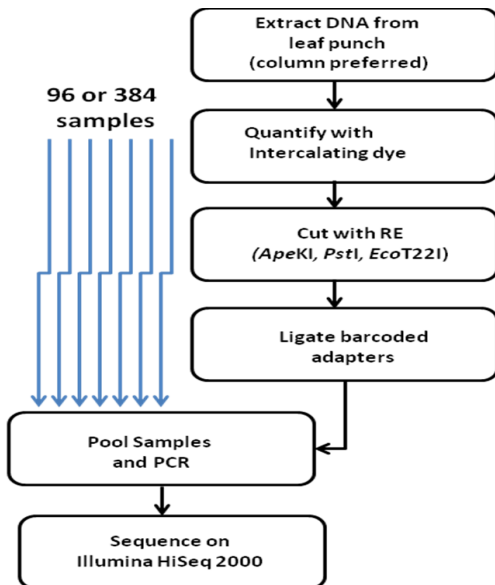 Extract DNA from
leaf punch
(column preferred)
96 or 384
samples
Quantify with
Intercalating dye
Cut with RE
(ApeKI, PstI, EcoT22I)
Ligate barcoded
adapters
Pool Samples
and PCR
Sequence on
Illumina HiSeq 2000